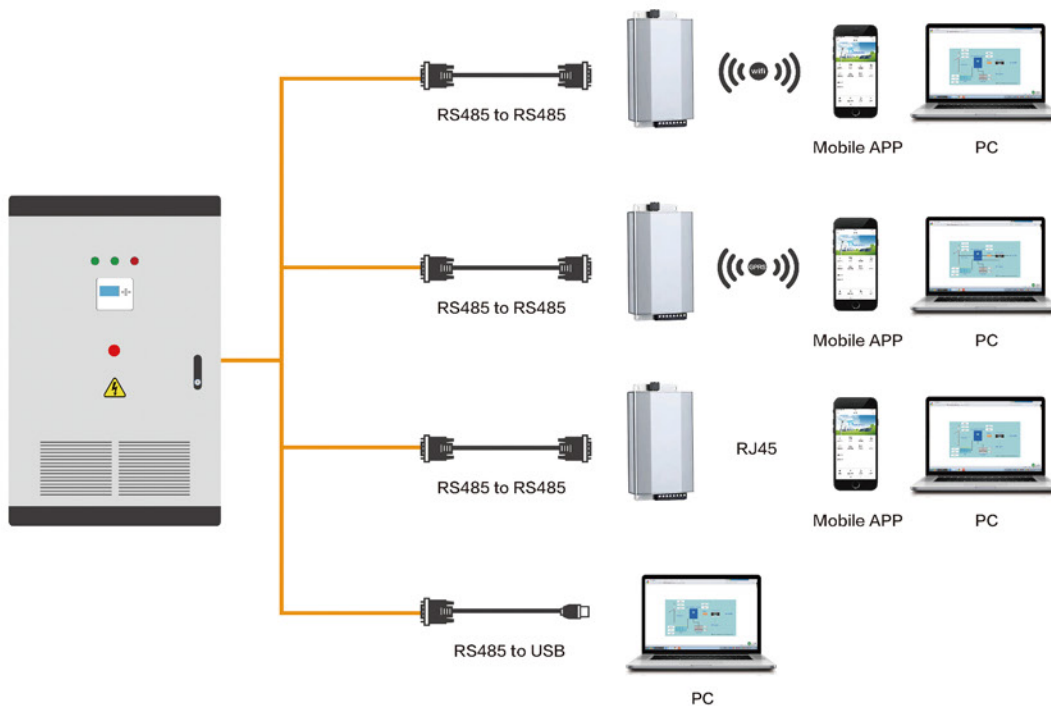 RS485 to RS485
wifi
Mobile APP
PC
RS485 to RS485
GPRS
Mobile APP
PC
RS485 to RS485
RJ45
Mobile APP
PC
RS485 to USB
PC